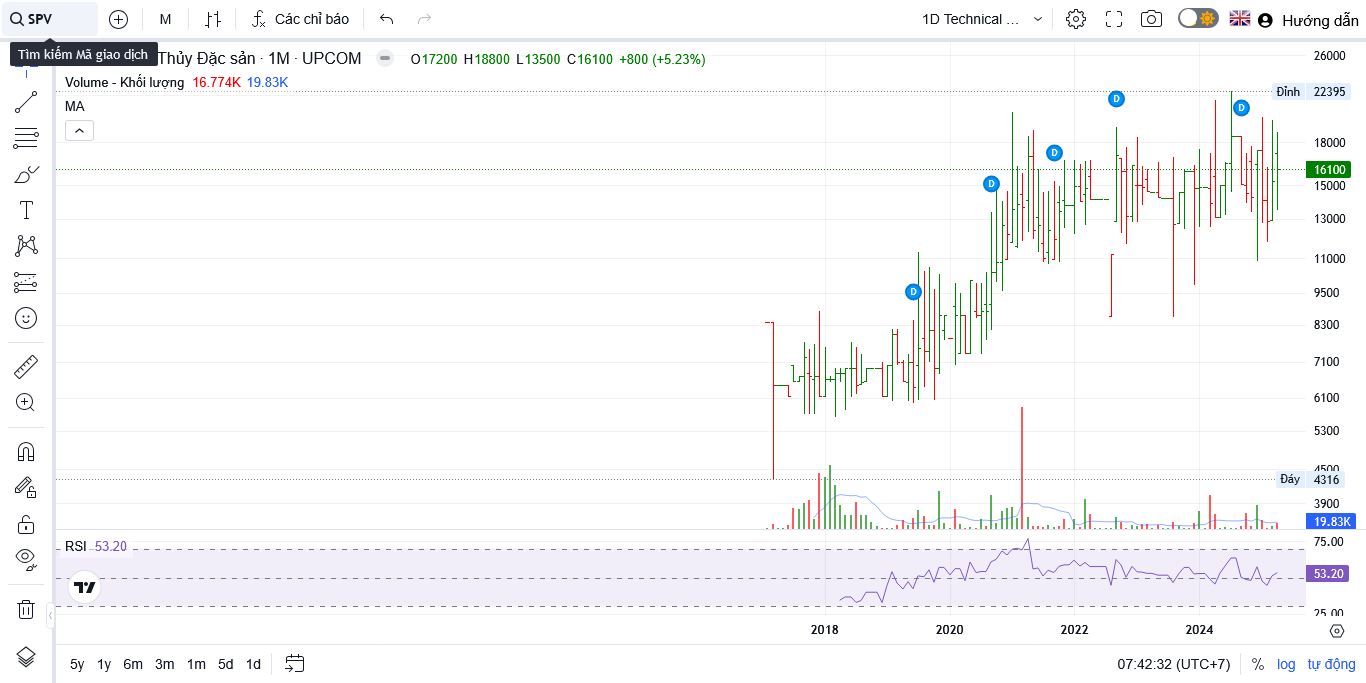 SPV
M
Các chỉ báo
1D Technical ...
Hướng dẫn
Tìm kiếm Mã giao dịch
Thủy Đặc sản · 1M · UPCOM
O17200 H18800 L13500 C16100 +800 (+5.23%)
Volume - Khối lượng 16.774K 19.83K
MA
26000
Đỉnh 22395
18000
16100
15000
13000
11000
9500
8300
7100
6100
5300
4500
Đáy 4316
3900
19.83K
D
D
D
D
D
RSI 53.20
75.00
53.20
25.00
2018 2020 2022 2024
5y 1y 6m 3m 1m 5d 1d
07:42:32 (UTC+7) % log tự động